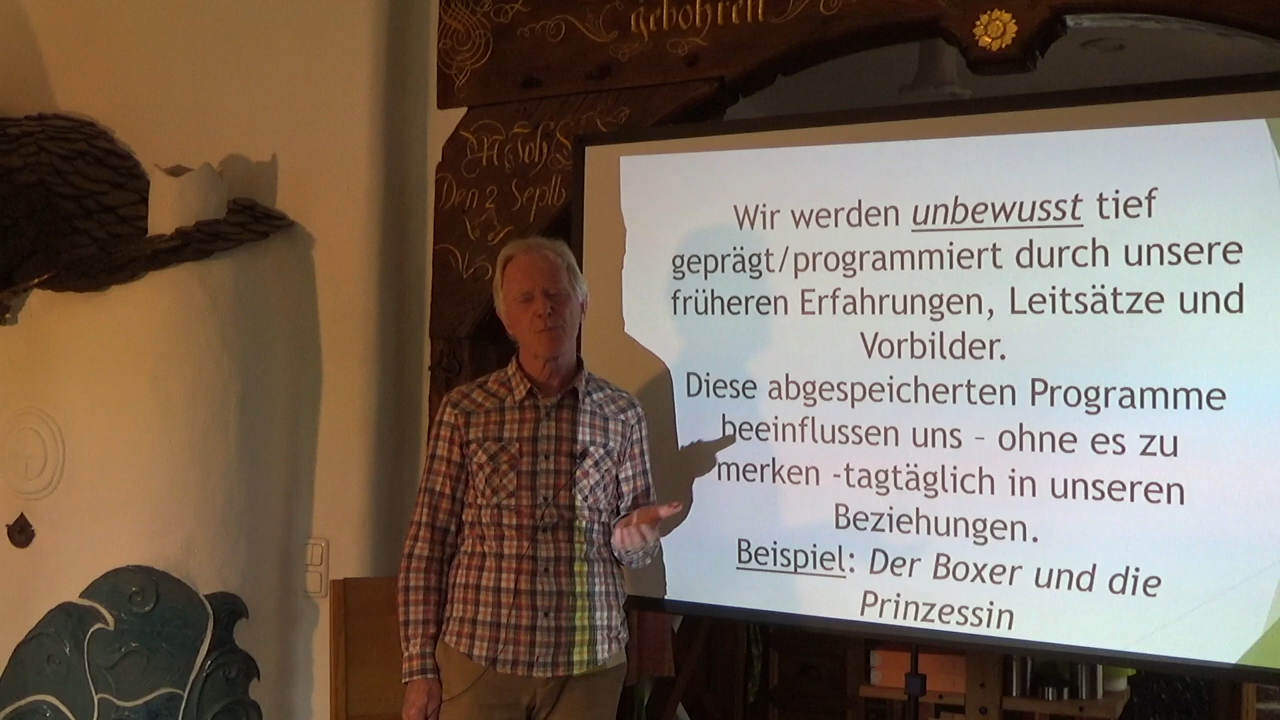 gebohren
Den 2 Septb
Wir werden unbewusst tief
geprägt/programmiert durch unsere
früheren Erfahrungen, Leitsätze und
Vorbilder.
Diese abgespeicherten Programme
beeinflussen uns - ohne es zu
merken -tagtäglich in unseren
Beziehungen.
Beispiel: Der Boxer und die
Prinzessin